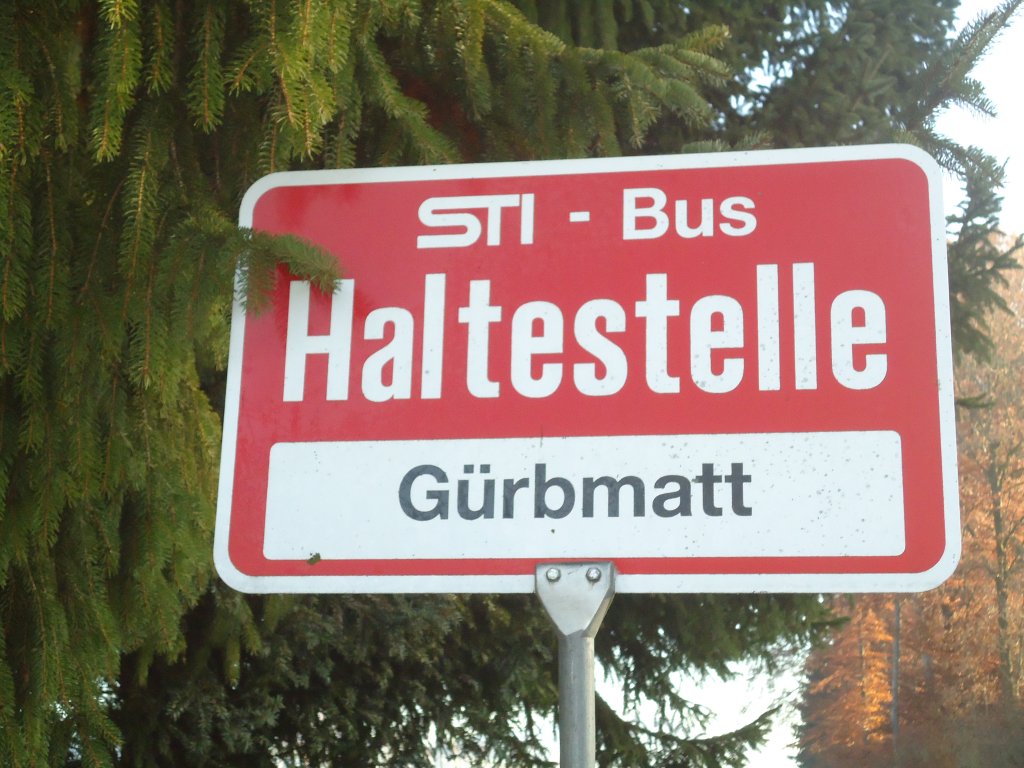 STI - Bus
Haltestelle
Gürbmatt